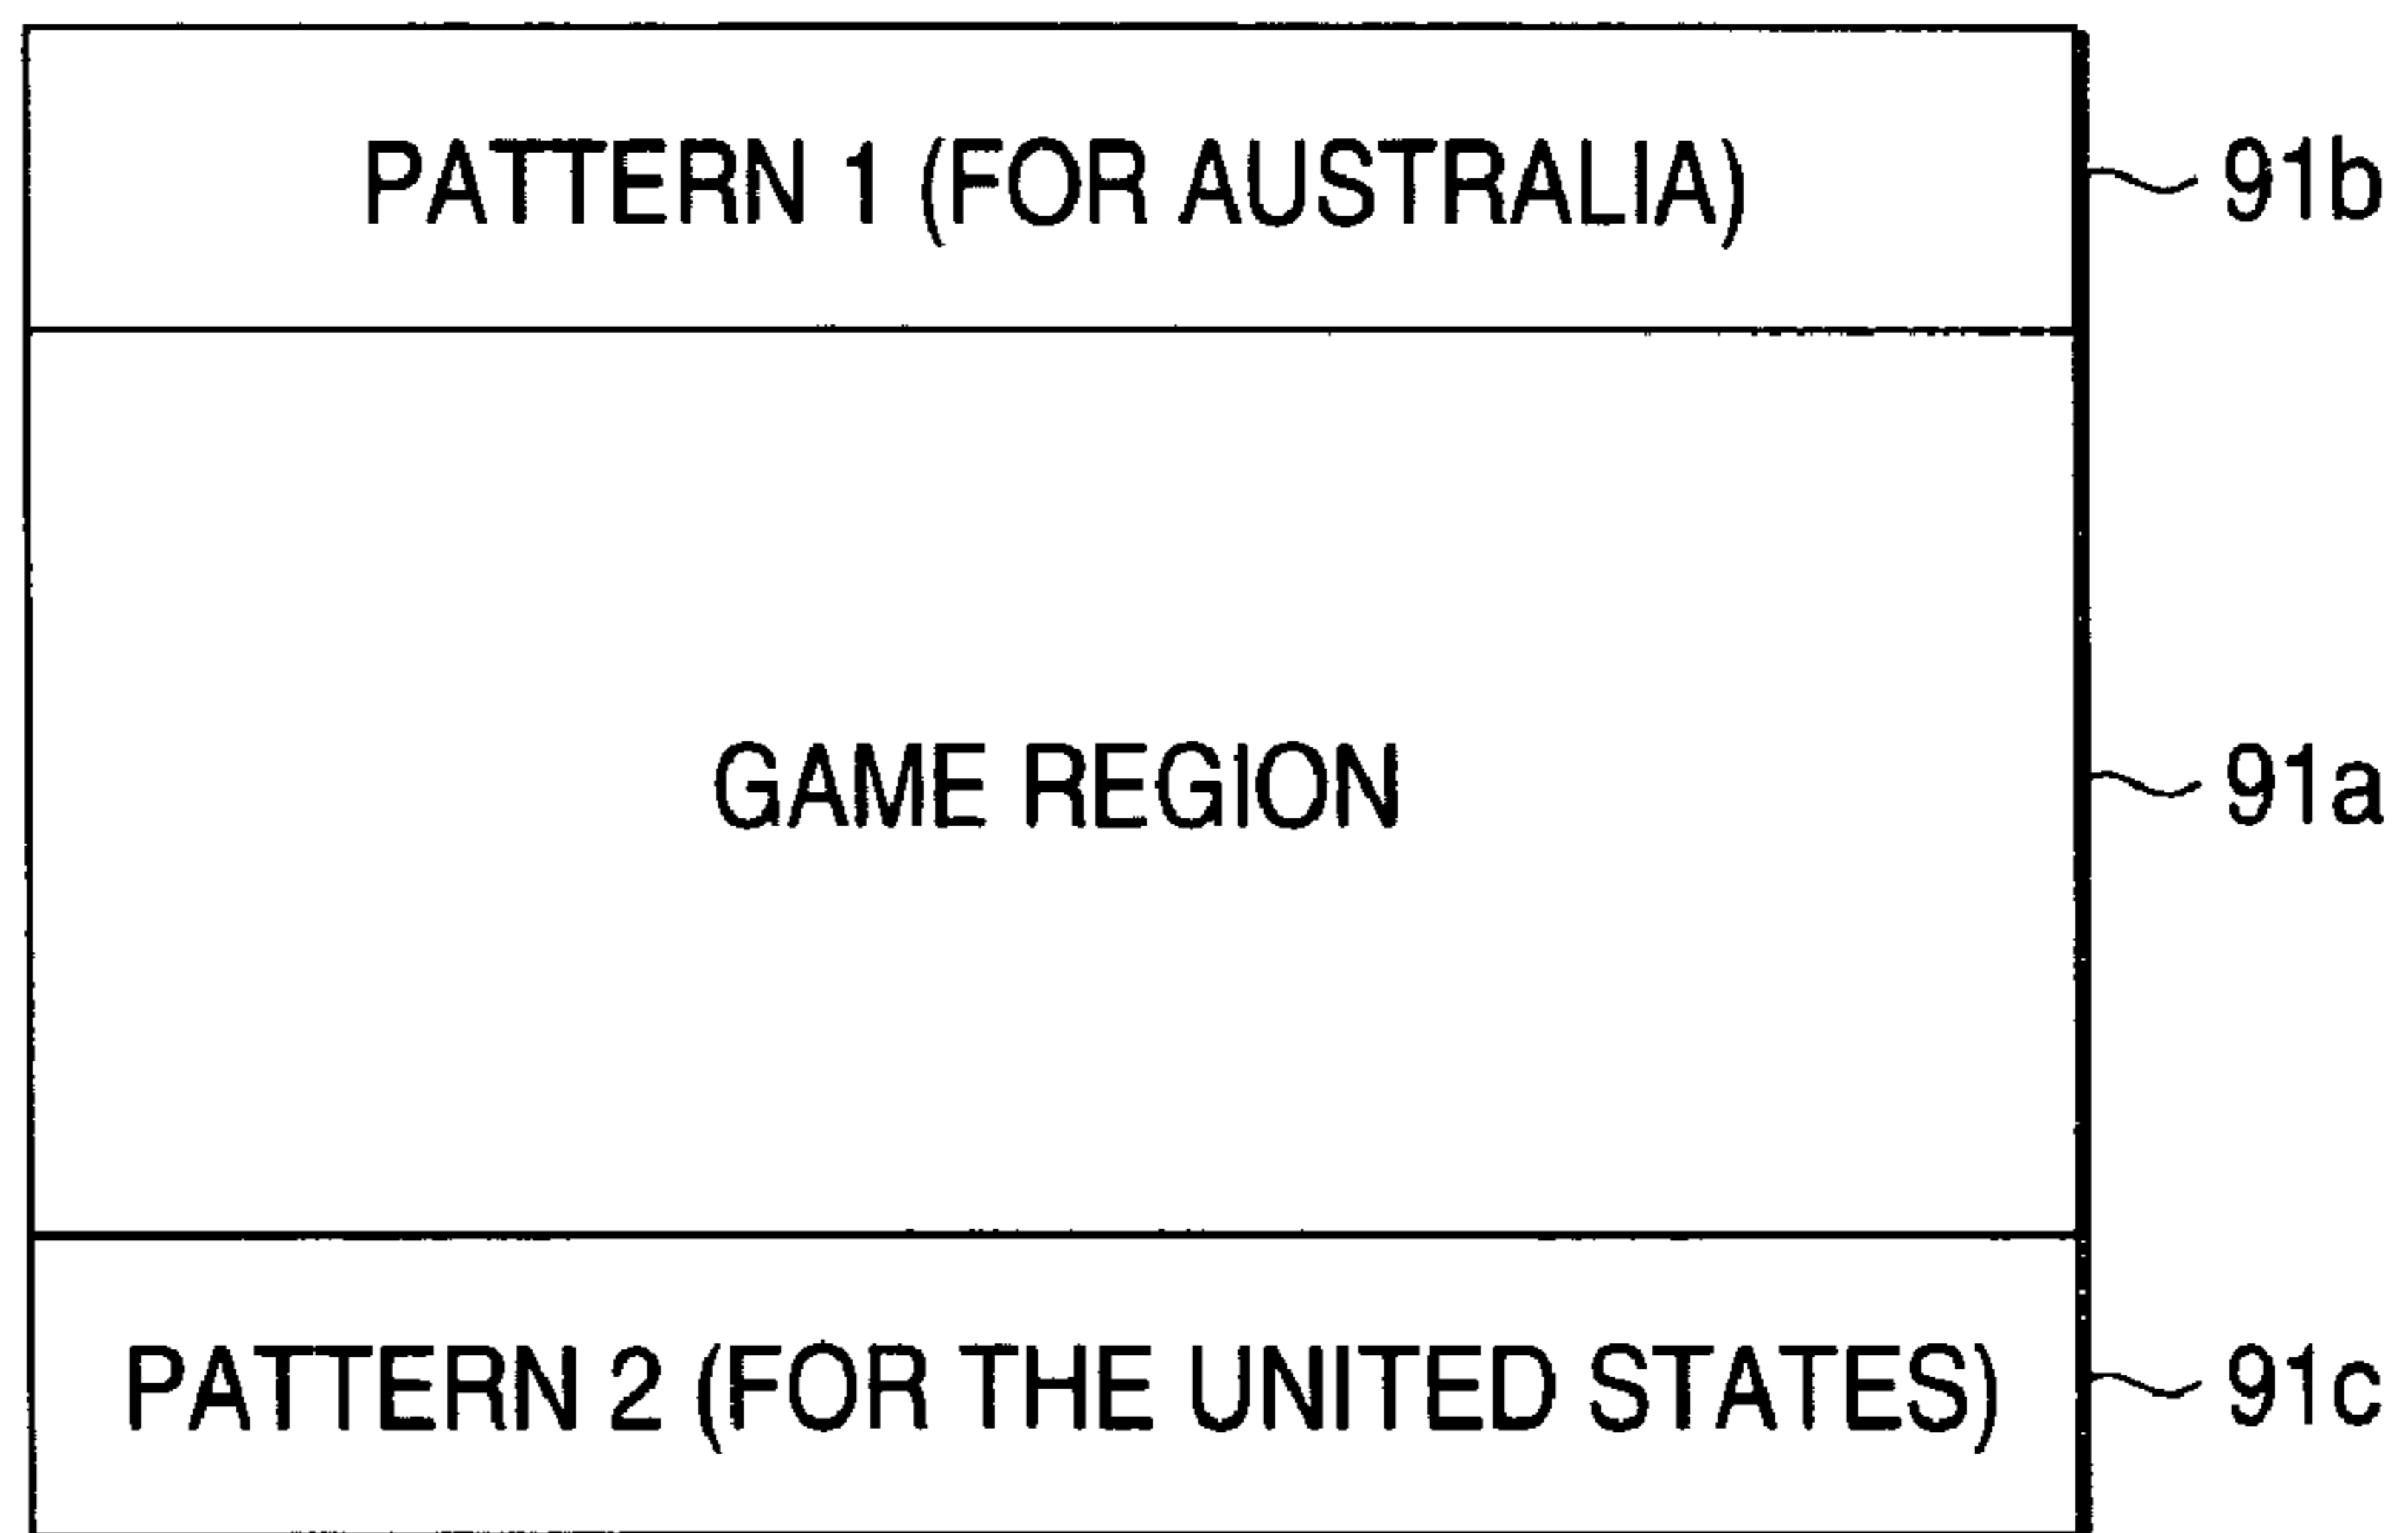 PATTERN 1 (FOR AUSTRALIA) 91b
GAME REGION 91a
PATTERN 2 (FOR THE UNITED STATES) 91c